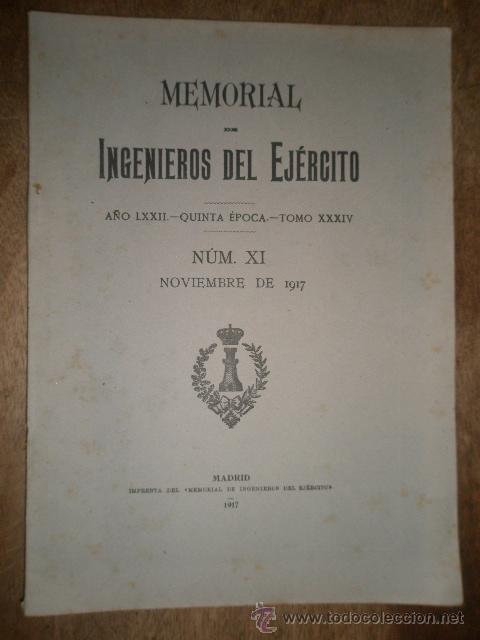 MEMORIAL
DE
INGENIEROS DEL EJÉRCITO
AÑO LXXII.—QUINTA ÉPOCA.—TOMO XXXIV
NÚM. XI
NOVIEMBRE DE 1917
MADRID
IMPRENTA DEL «MEMORIAL DE INGENIEROS DEL EJÉRCITO»
1917
www.todocoleccion.net